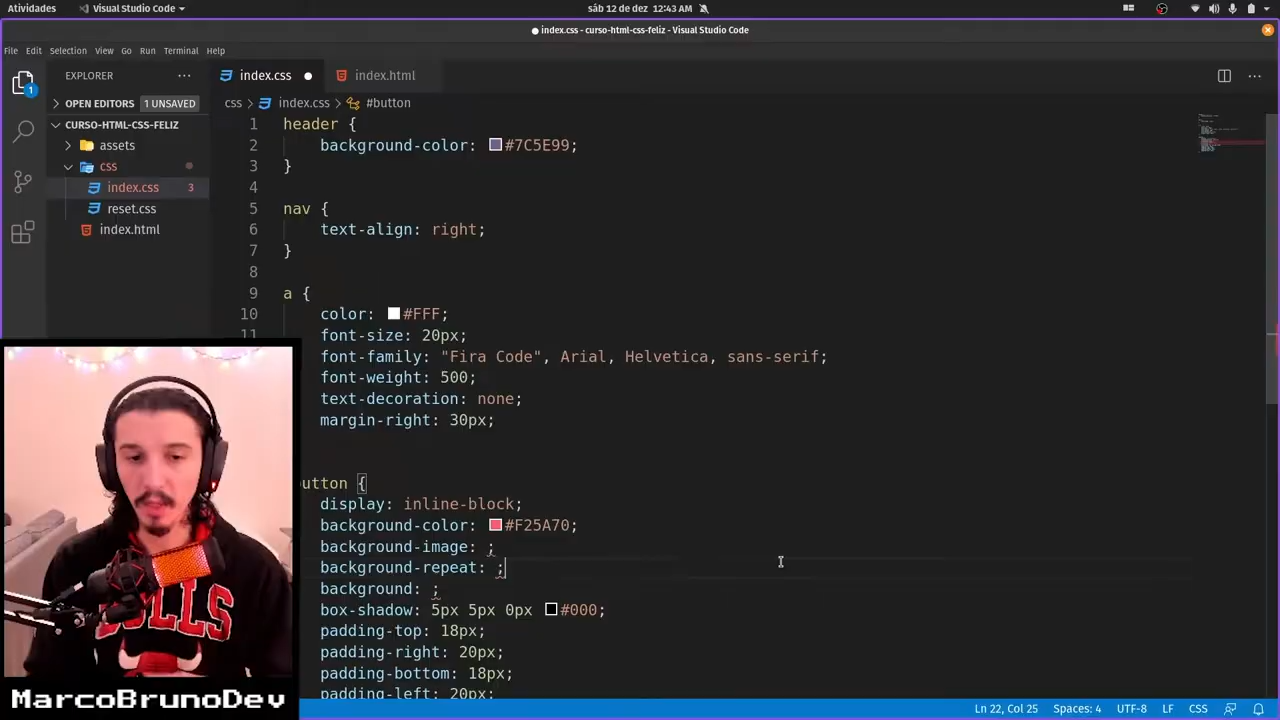 Atividades
Visual Studio Code
sáb 12 de dez 12:43 AM
index.css - curso-html-css-feliz - Visual Studio Code
File Edit Selection View Go Run Terminal Help
EXPLORER
index.css
index.html
1
OPEN EDITORS 1 UNSAVED
css > index.css > #button
CURSO-HTML-CSS-FELIZ
assets
css
index.css 3
reset.css
index.html
1 header {
2 background-color: #7C5E99;
3 }
4
5 nav {
6 text-align: right;
7 }
8
9 a {
10 color: #FFF;
11 font-size: 20px;
font-family: "Fira Code", Arial, Helvetica, sans-serif;
font-weight: 500;
text-decoration: none;
margin-right: 30px;
utton {
display: inline-block;
background-color: #F25A70;
background-image: ;
background-repeat: ;
background: ;
box-shadow: 5px 5px 0px #000;
padding-top: 18px;
padding-right: 20px;
padding-bottom: 18px;
padding-left: 20px;
BULLS
MarcoBrunoDev
Ln 22, Col 25 Spaces: 4 UTF-8 LF CSS